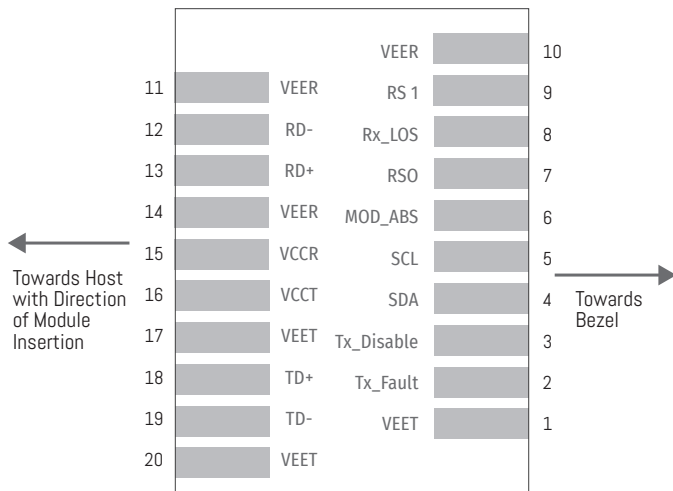 VEER 10
11 VEER
RS 1 9
12 RD-
Rx_LOS 8
13 RD+
RSO 7
14 VEER
MOD_ABS 6
15 VCCR
SCL 5
Towards Host
with Direction
of Module
Insertion
16 VCCT
SDA 4
Towards
Bezel
17 VEET
Tx_Disable 3
18 TD+
Tx_Fault 2
19 TD-
VEET 1
20 VEET